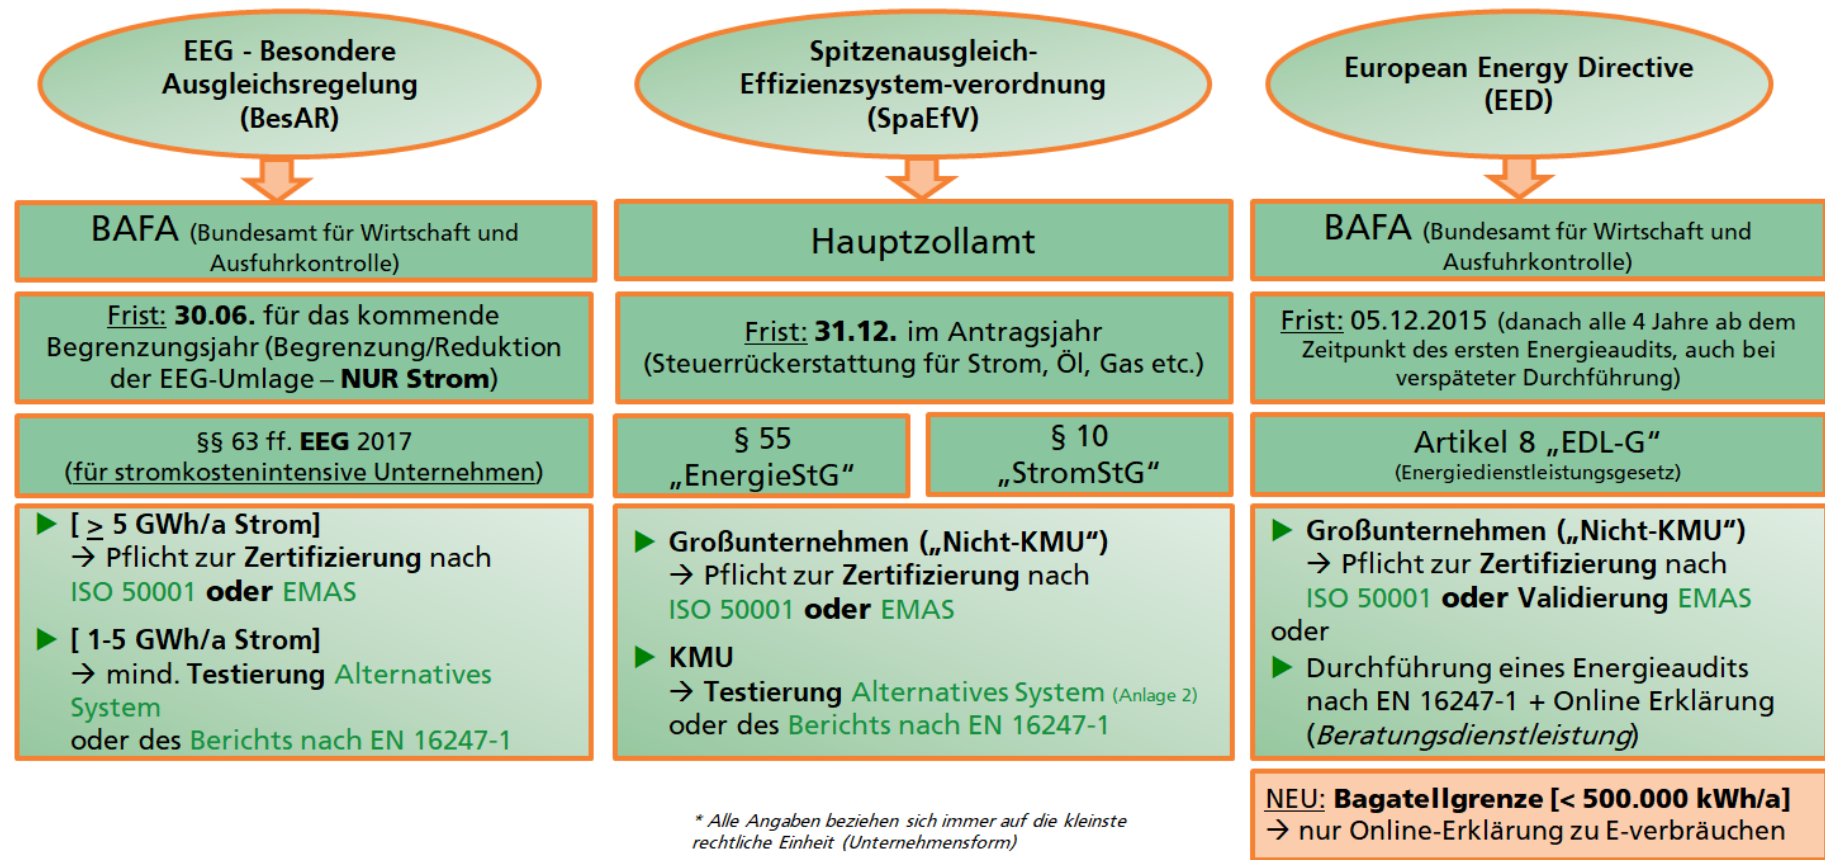 EEG - Besondere
Ausgleichsregelung
(BesAR)
BAFA (Bundesamt für Wirtschaft und
Ausfuhrkontrolle)
Frist: 30.06. für das kommende
Begrenzungsjahr (Begrenzung/Reduktion
der EEG-Umlage – NUR Strom)
§§ 63 ff. EEG 2017
(für stromkostenintensive Unternehmen)
▶ [ ≥ 5 GWh/a Strom]
→ Pflicht zur Zertifizierung nach
ISO 50001 oder EMAS
▶ [ 1-5 GWh/a Strom]
→ mind. Testierung Alternatives
System
oder des Berichts nach EN 16247-1
Spitzenausgleich-
Effizienzsystem-verordnung
(SpaEfV)
Hauptzollamt
Frist: 31.12. im Antragsjahr
(Steuerrückerstattung für Strom, Öl, Gas etc.)
§ 55
„EnergieStG“
§ 10
„StromStG“
▶ Großunternehmen („Nicht-KMU“)
→ Pflicht zur Zertifizierung nach
ISO 50001 oder EMAS
▶ KMU
→ Testierung Alternatives System (Anlage 2)
oder des Berichts nach EN 16247-1
* Alle Angaben beziehen sich immer auf die kleinste
rechtliche Einheit (Unternehmensform)
European Energy Directive
(EED)
BAFA (Bundesamt für Wirtschaft und
Ausfuhrkontrolle)
Frist: 05.12.2015 (danach alle 4 Jahre ab dem
Zeitpunkt des ersten Energieaudits, auch bei
verspäteter Durchführung)
Artikel 8 „EDL-G“
(Energiedienstleistungsgesetz)
▶ Großunternehmen („Nicht-KMU“)
→ Pflicht zur Zertifizierung nach
ISO 50001 oder Validierung EMAS
oder
▶ Durchführung eines Energieaudits
nach EN 16247-1 + Online Erklärung
(Beratungsdienstleistung)
NEU: Bagatellgrenze [< 500.000 kWh/a]
→ nur Online-Erklärung zu E-verbräuchen